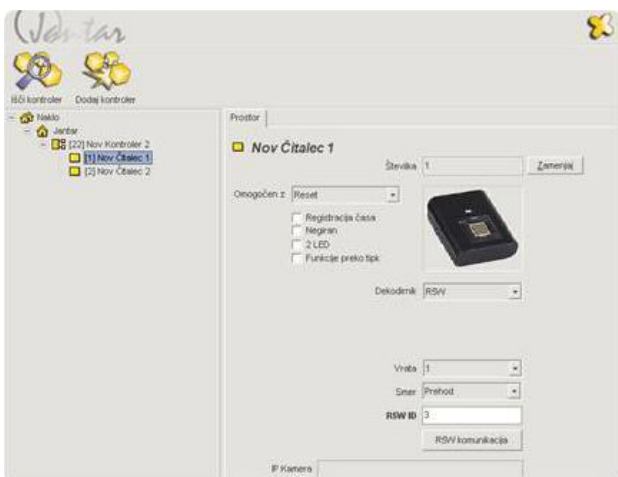 Jantar
Išči kontroler
Dodaj kontroler
Naklo
Jantar
[22] Nov Kontroler 2
[1] Nov Čitalec 1
[2] Nov Čitalec 2
Prostor
Nov Čitalec 1
Številka 1 Zamenjaj
Omogočen z Reset
Registracija časa
Negiran
2 LED
Funkcije preko tipk
Dekodirnik RSW
Vrata 1
Smer Prehod
RSW ID 3
RSW komunikacija
IP Kamera